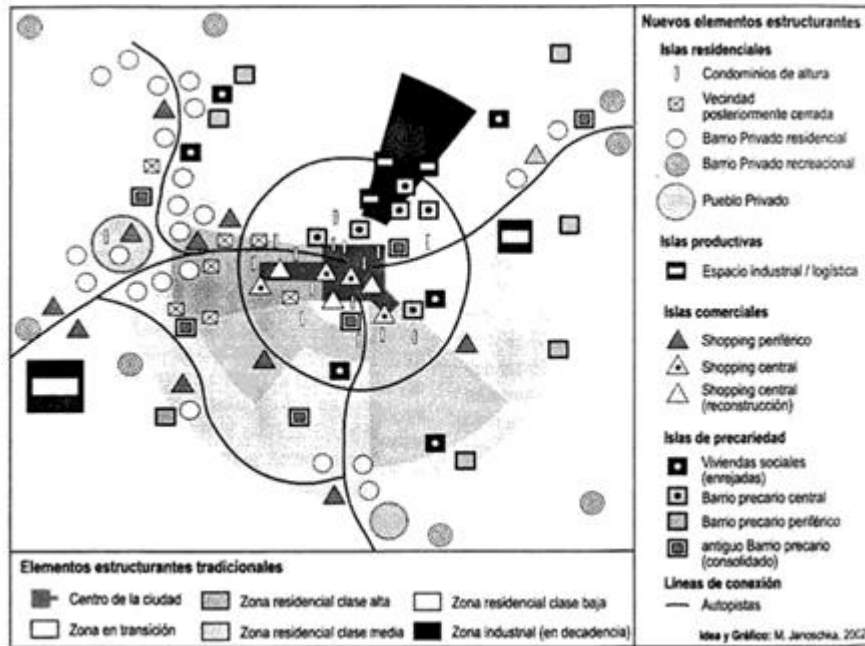 Nuevos elementos estructurantes
Islas residenciales
Condominios de altura
Vecindad
posteriormente cerrada
Barrio Privado residencial
Barrio Privado recreacional
Pueblo Privado
Islas productivas
Espacio industrial / logística
Islas comerciales
Shopping periférico
Shopping central
Shopping central
(reconstrucción)
Islas de precariedad
Viviendas sociales
(enrejadas)
Barrio precario central
Barrio precario periférico
antiguo Barrio precario
(consolidado)
Líneas de conexión
Autopistas
Idea y Gráfico: M. Janoschka, 2002
Elementos estructurantes tradicionales
Centro de la ciudad
Zona residencial clase alta
Zona residencial clase baja
Zona en transición
Zona residencial clase media
Zona industrial (en decadencia)